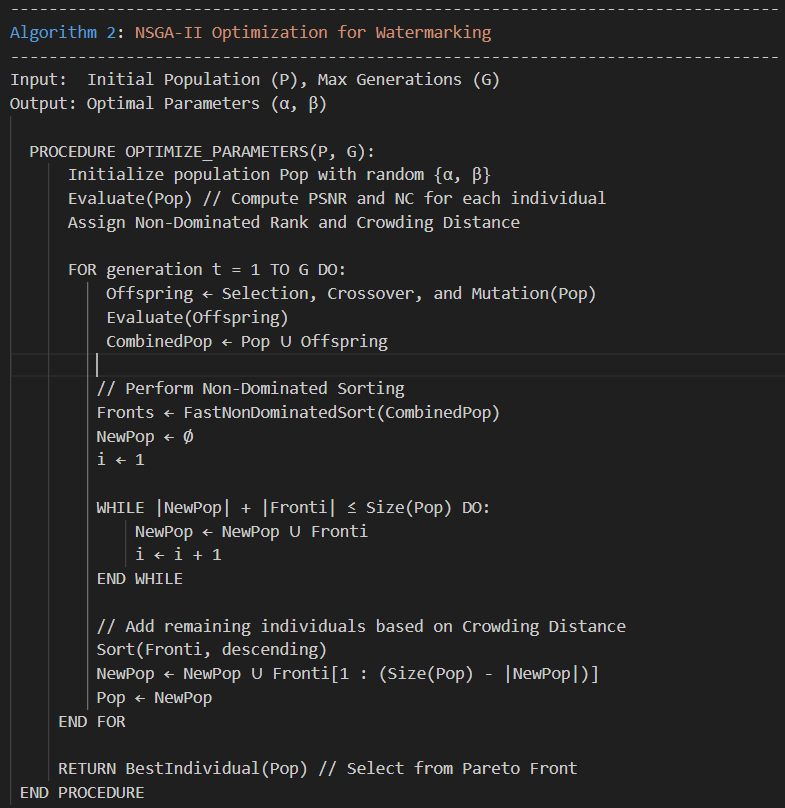 --------------------------------------------------------------------------------
Algorithm 2: NSGA-II Optimization for Watermarking
--------------------------------------------------------------------------------
Input:  Initial Population (P), Max Generations (G)
Output: Optimal Parameters (α, β)
PROCEDURE OPTIMIZE_PARAMETERS(P, G):
Initialize population Pop with random {α, β}
Evaluate(Pop) // Compute PSNR and NC for each individual
Assign Non-Dominated Rank and Crowding Distance
FOR generation t = 1 TO G DO:
Offspring ← Selection, Crossover, and Mutation(Pop)
Evaluate(Offspring)
CombinedPop ← Pop ∪ Offspring
// Perform Non-Dominated Sorting
Fronts ← FastNonDominatedSort(CombinedPop)
NewPop ← ∅
i ← 1
WHILE |NewPop| + |Fronti| ≤ Size(Pop) DO:
NewPop ← NewPop ∪ Fronti
i ← i + 1
END WHILE
// Add remaining individuals based on Crowding Distance
Sort(Fronti, descending)
NewPop ← NewPop ∪ Fronti[1 : (Size(Pop) - |NewPop|)]
Pop ← NewPop
END FOR
RETURN BestIndividual(Pop) // Select from Pareto Front
END PROCEDURE